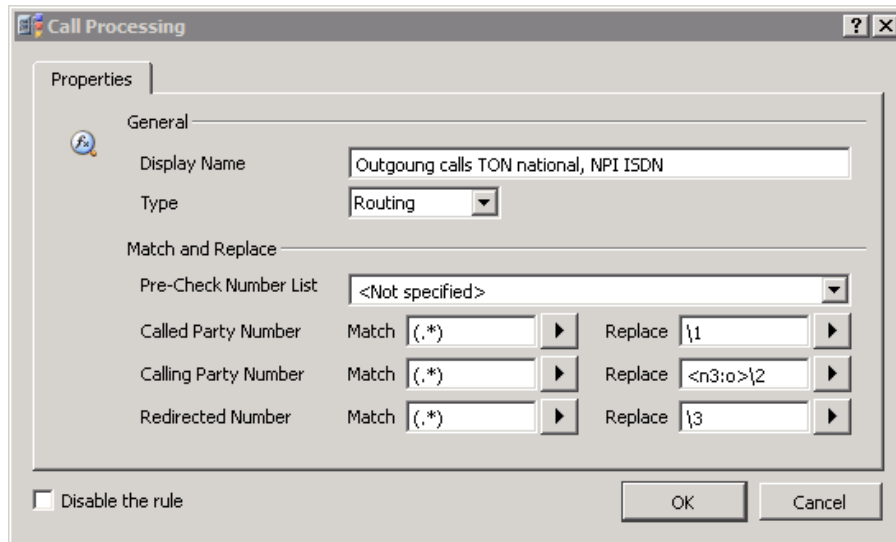 Call Processing
Properties
General
Display Name Outgoung calls TON national, NPI ISDN
Type Routing
Match and Replace
Pre-Check Number List <Not specified>
Called Party Number Match (.*) Replace \1
Calling Party Number Match (.*) Replace <n3:o>\2
Redirected Number Match (.*) Replace \3
Disable the rule OK Cancel